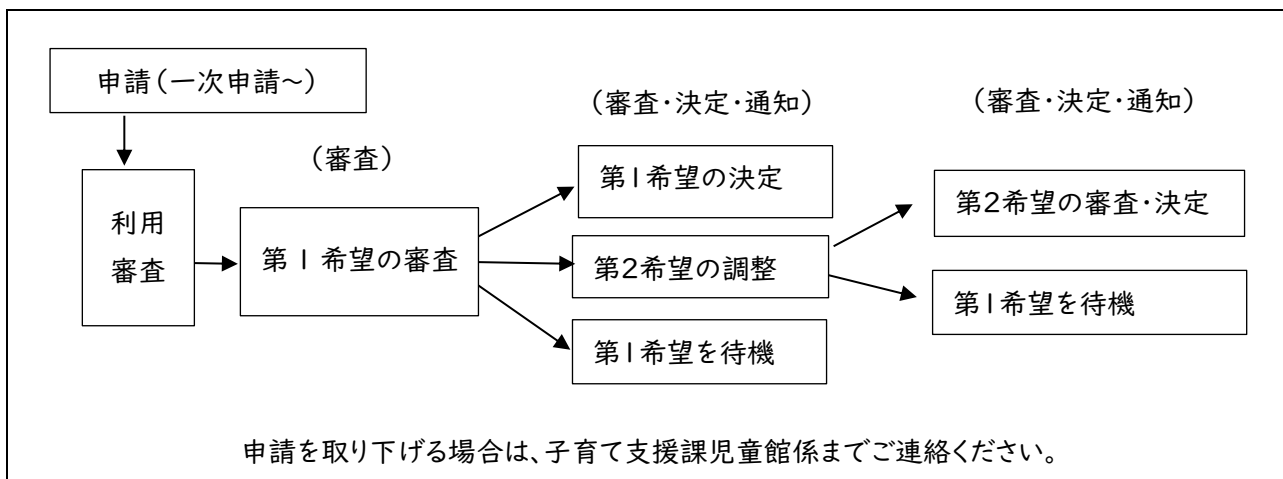 申請(一次申請~)
利用
審査
(審査)
第1希望の審査
(審査・決定・通知)
第1希望の決定
第2希望の調整
第1希望を待機
(審査・決定・通知)
第2希望の審査・決定
第1希望を待機
申請を取り下げる場合は、子育て支援課児童館係までご連絡ください。